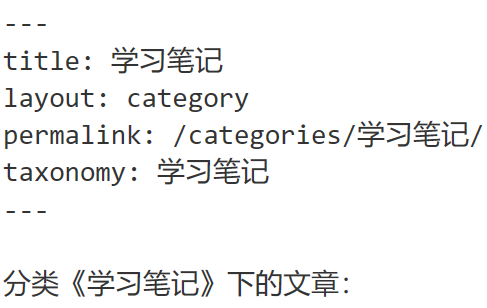 ---
title: 学习笔记
layout: category
permalink: /categories/学习笔记/
taxonomy: 学习笔记
---
分类《学习笔记》下的文章：